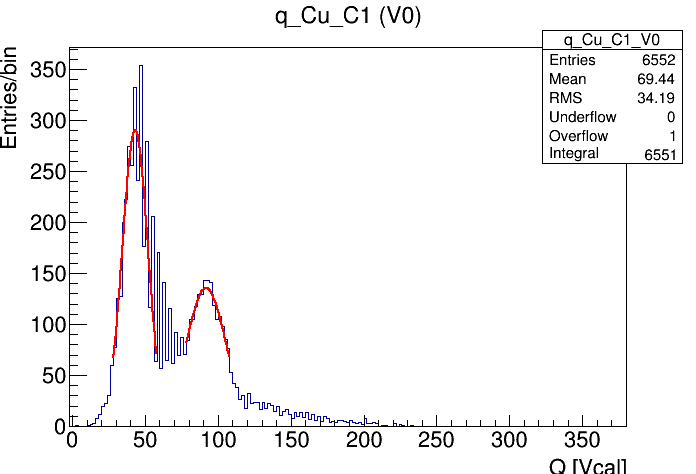 q_Cu_C1 (V0)
q_Cu_C1_V0
Entries 6552
Mean 69.44
RMS 34.19
Underflow 0
Overflow 1
Integral 6551
Entries/bin
350
300
250
200
150
100
50
0
0 50 100 150 200 250 300 350
Q [Vcal]